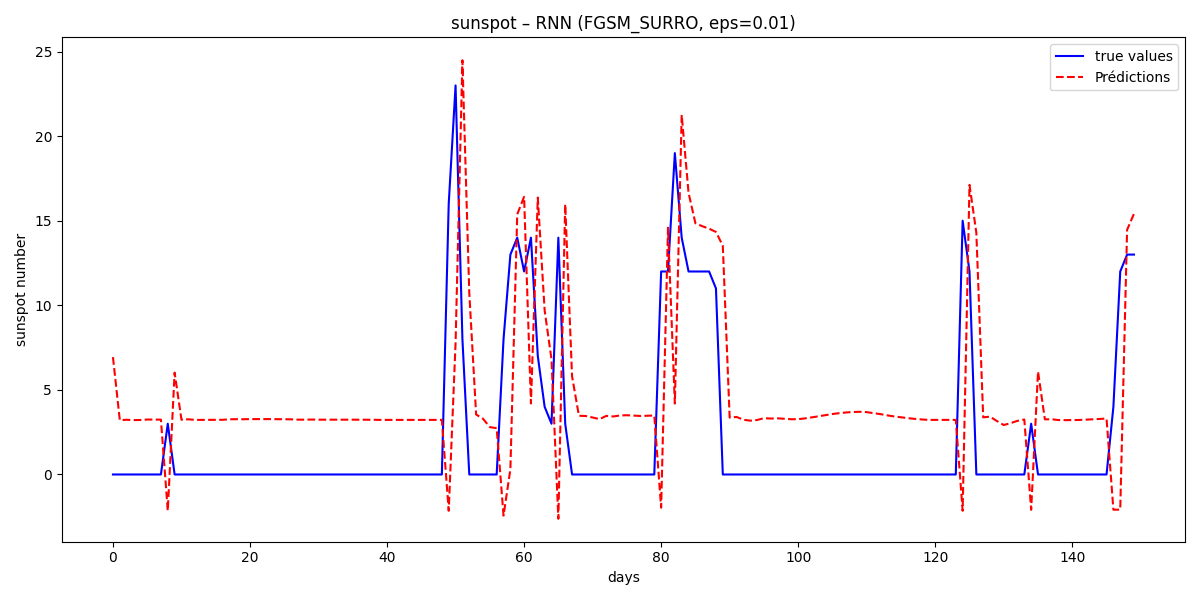 sunspot – RNN (FGSM_SURRO, eps=0.01)
true values
Prédictions
sunspot number
25
20
15
10
5
0
0 20 40 60 80 100 120 140
days